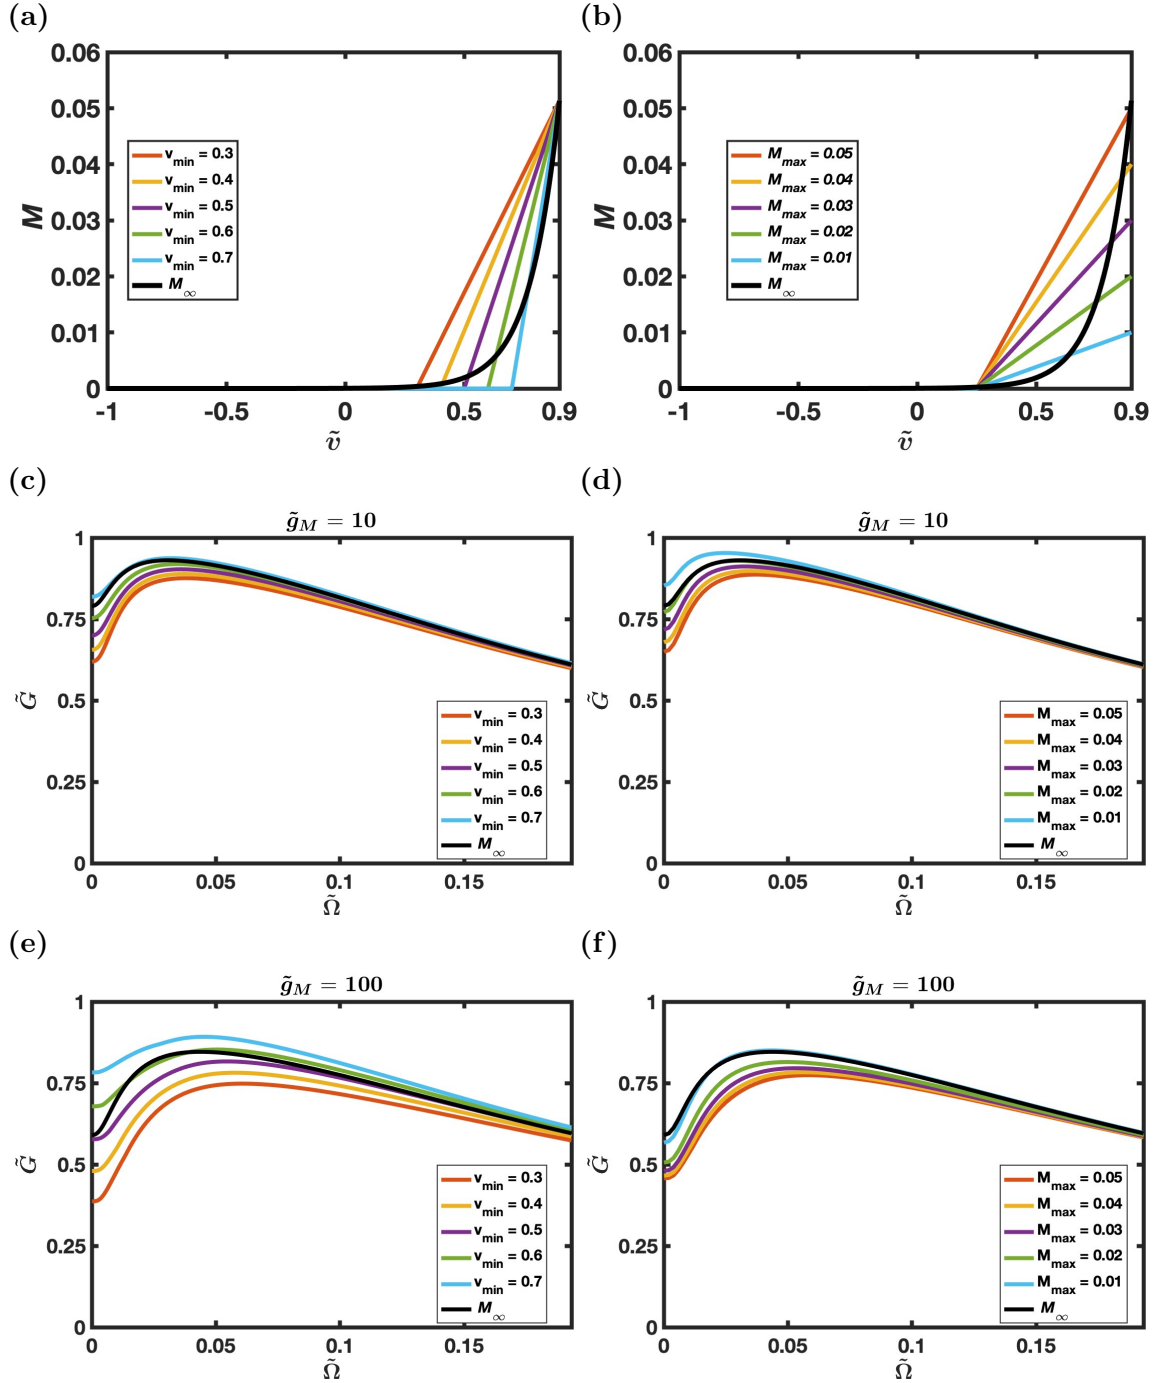 (a)
0.06
0.05
0.04
0.03
0.02
0.01
0
M
v_min = 0.3
v_min = 0.4
v_min = 0.5
v_min = 0.6
v_min = 0.7
M_∞
-1 -0.5 0 0.5 0.9
ṽ
(b)
0.06
0.05
0.04
0.03
0.02
0.01
0
M
M_max = 0.05
M_max = 0.04
M_max = 0.03
M_max = 0.02
M_max = 0.01
M_∞
-1 -0.5 0 0.5 0.9
ṽ
(c)
g̃_M = 10
1
0.75
0.5
0.25
0
G̃
v_min = 0.3
v_min = 0.4
v_min = 0.5
v_min = 0.6
v_min = 0.7
M_∞
0 0.05 0.1 0.15
Ω̃
(d)
g̃_M = 10
1
0.75
0.5
0.25
0
G̃
M_max = 0.05
M_max = 0.04
M_max = 0.03
M_max = 0.02
M_max = 0.01
M_∞
0 0.05 0.1 0.15
Ω̃
(e)
g̃_M = 100
1
0.75
0.5
0.25
0
G̃
v_min = 0.3
v_min = 0.4
v_min = 0.5
v_min = 0.6
v_min = 0.7
M_∞
0 0.05 0.1 0.15
Ω̃
(f)
g̃_M = 100
1
0.75
0.5
0.25
0
G̃
M_max = 0.05
M_max = 0.04
M_max = 0.03
M_max = 0.02
M_max = 0.01
M_∞
0 0.05 0.1 0.15
Ω̃